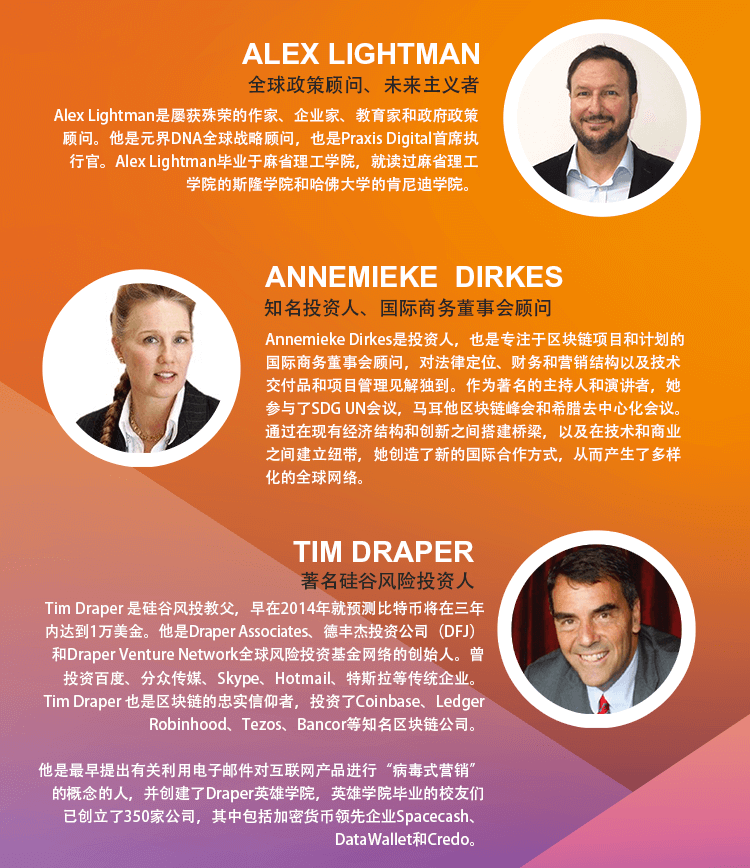 ALEX LIGHTMAN
全球政策顾问、未来主义者
Alex Lightman是屡获殊荣的作家、企业家、教育家和政府政策
顾问。他是元界DNA全球战略顾问，也是Praxis Digital首席执
行官。Alex Lightman毕业于麻省理工学院，就读过麻省理工
学院的斯隆学院和哈佛大学的肯尼迪学院。
ANNEMIEKE DIRKES
知名投资人、国际商务董事会顾问
Annemieke Dirkes是投资人，也是专注于区块链项目和计划的
国际商务董事会顾问，对法律定位、财务和营销结构以及技术
交付品和项目管理见解独到。作为著名的主持人和演讲者，她
参与了SDG UN会议，马耳他区块链峰会和希腊去中心化会议。
通过在现有经济结构和创新之间搭建桥梁，以及在技术和商业
之间建立纽带，她创造了新的国际合作方式，从而产生了多样
化的全球网络。
TIM DRAPER
著名硅谷风险投资人
Tim Draper 是硅谷风投教父，早在2014年就预测比特币将在三年
内达到1万美金。他是Draper Associates、德丰杰投资公司（DFJ）
和Draper Venture Network全球风险投资基金网络的创始人。曾
投资百度、分众传媒、Skype、Hotmail、特斯拉等传统企业。
Tim Draper 也是区块链的忠实信仰者，投资了Coinbase、Ledger
Robinhood、Tezos、Bancor等知名区块链公司。
他是最早提出有关利用电子邮件对互联网产品进行“病毒式营销”
的概念的人，并创建了Draper英雄学院，英雄学院毕业的校友们
已创立了350家公司，其中包括加密货币领先企业Spacecash、
DataWallet和Credo。